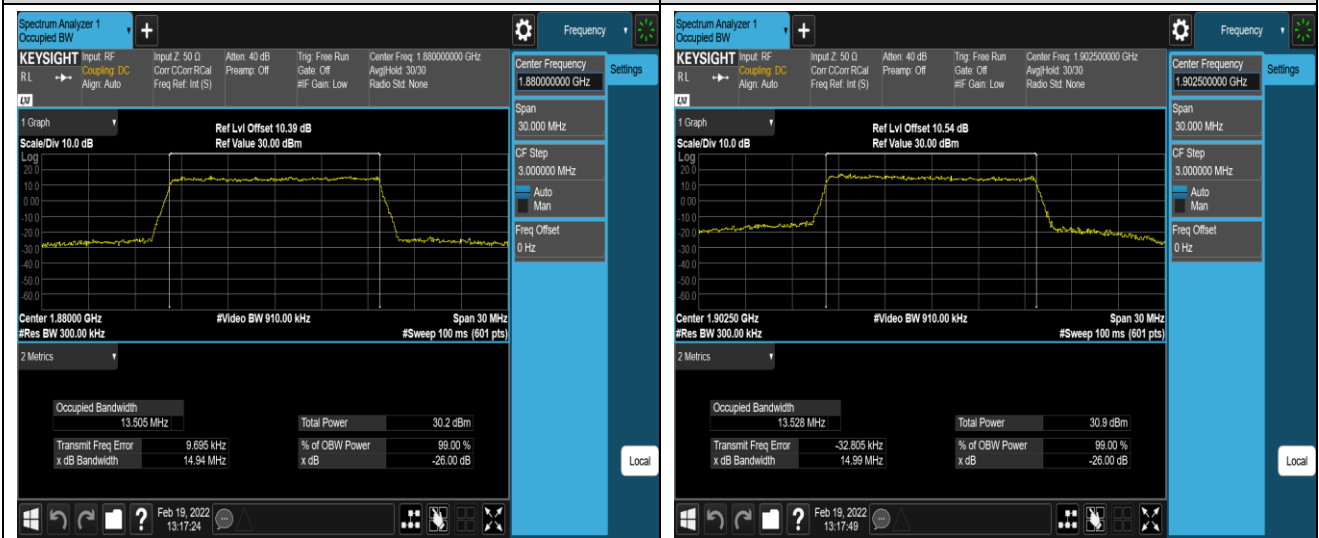 Spectrum Analyzer 1
Occupied BW
Frequency
KEYSIGHT
Input: RF
Coupling: DC
Align: Auto
Input Z: 50 Ω
Corr CCorr RCal
Freq Ref: Int (S)
Atten: 40 dB
Preamp: Off
Trig: Free Run
Gate: Off
#IF Gain: Low
Center Freq: 1.880000000 GHz
Avg|Hold: 30/30
Radio Std: None
R L
LXI
Center Frequency
1.880000000 GHz
Settings
Span
30.000 MHz
CF Step
3.000000 MHz
Auto
Man
Freq Offset
0 Hz
1 Graph
Ref Lvl Offset 10.39 dB
Scale/Div 10.0 dB
Ref Value 30.00 dBm
Log
20.0
10.0
0.00
-10.0
-20.0
-30.0
-40.0
-50.0
-60.0
Center 1.88000 GHz
#Video BW 910.00 kHz
Span 30 MHz
#Res BW 300.00 kHz
#Sweep 100 ms (601 pts)
2 Metrics
Occupied Bandwidth
13.505 MHz
Total Power 30.2 dBm
Transmit Freq Error 9.695 kHz
% of OBW Power 99.00 %
x dB Bandwidth 14.94 MHz
x dB -26.00 dB
Local
Feb 19, 2022
13:17:24
Spectrum Analyzer 1
Occupied BW
Frequency
KEYSIGHT
Input: RF
Coupling: DC
Align: Auto
Input Z: 50 Ω
Corr CCorr RCal
Freq Ref: Int (S)
Atten: 40 dB
Preamp: Off
Trig: Free Run
Gate: Off
#IF Gain: Low
Center Freq: 1.902500000 GHz
Avg|Hold: 30/30
Radio Std: None
R L
LXI
Center Frequency
1.902500000 GHz
Settings
Span
30.000 MHz
CF Step
3.000000 MHz
Auto
Man
Freq Offset
0 Hz
1 Graph
Ref Lvl Offset 10.54 dB
Scale/Div 10.0 dB
Ref Value 30.00 dBm
Log
20.0
10.0
0.00
-10.0
-20.0
-30.0
-40.0
-50.0
-60.0
Center 1.90250 GHz
#Video BW 910.00 kHz
Span 30 MHz
#Res BW 300.00 kHz
#Sweep 100 ms (601 pts)
2 Metrics
Occupied Bandwidth
13.528 MHz
Total Power 30.9 dBm
Transmit Freq Error -32.805 kHz
% of OBW Power 99.00 %
x dB Bandwidth 14.99 MHz
x dB -26.00 dB
Local
Feb 19, 2022
13:17:49